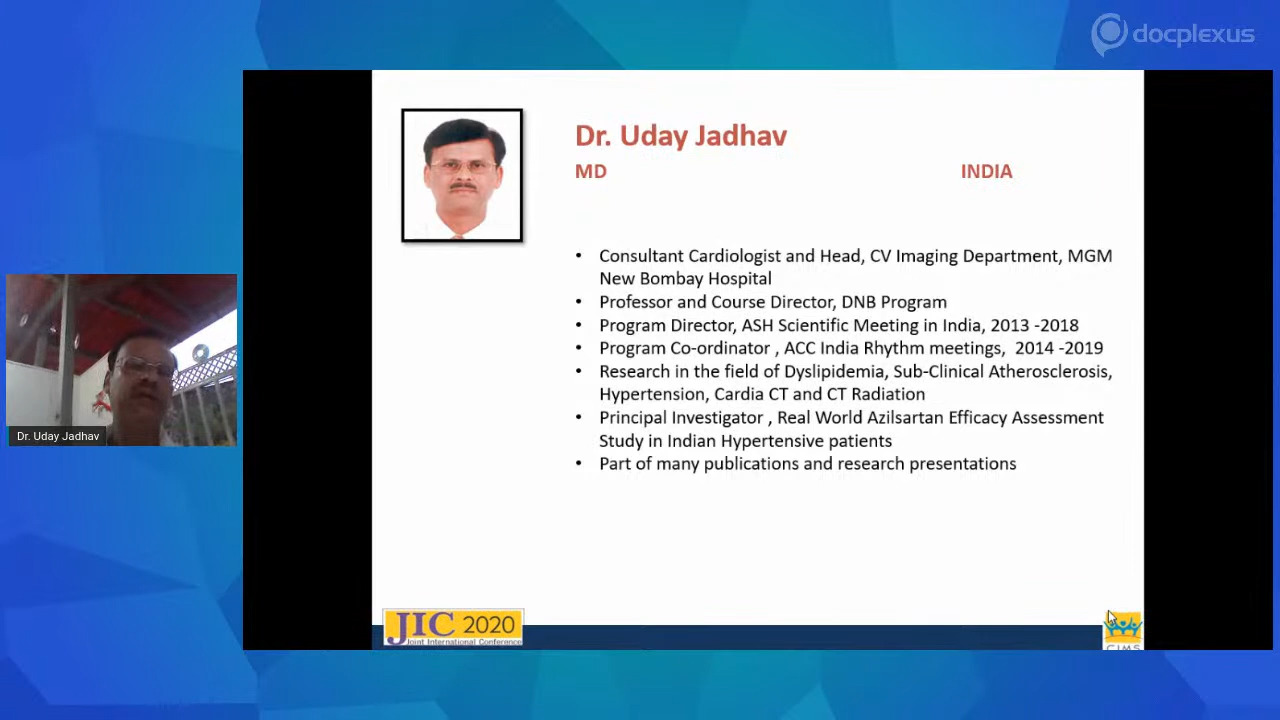 docplexus
Dr. Uday Jadhav
MD INDIA
• Consultant Cardiologist and Head, CV Imaging Department, MGM
New Bombay Hospital
• Professor and Course Director, DNB Program
• Program Director, ASH Scientific Meeting in India, 2013 -2018
• Program Co-ordinator , ACC India Rhythm meetings, 2014 -2019
• Research in the field of Dyslipidemia, Sub-Clinical Atherosclerosis,
Hypertension, Cardia CT and CT Radiation
• Principal Investigator , Real World Azilsartan Efficacy Assessment
Study in Indian Hypertensive patients
• Part of many publications and research presentations
Dr. Uday Jadhav
JIC 2020
Joint International Conference
CIMS